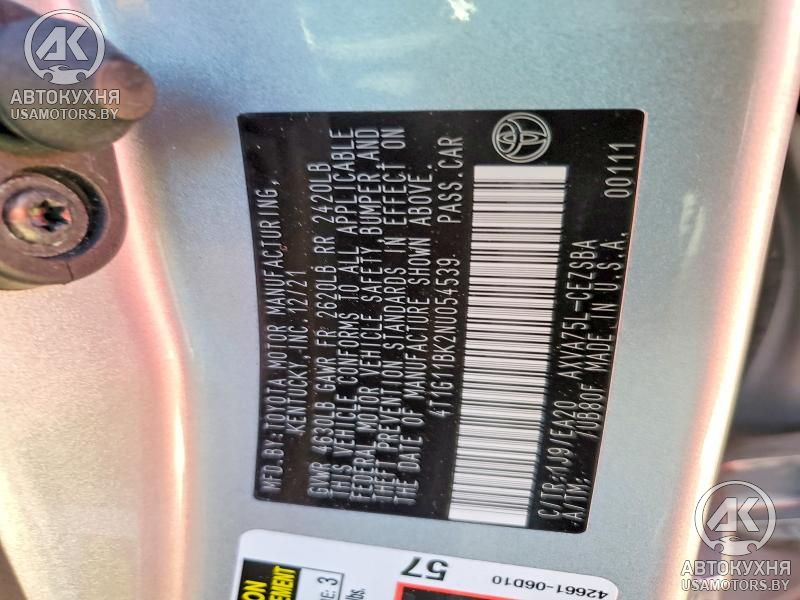 АВТОКУХНЯ
USAMOTORS.BY
MFD.BY:TOYOTA MOTOR MANUFACTURING,
KENTUCKY, INC. 12/21
GVWR 4630LB GAWR FR 2620LB RR 2420LB
THIS VEHICLE CONFORMS TO ALL APPLICABLE
FEDERAL MOTOR VEHICLE SAFETY, BUMPER AND
THEFT PREVENTION STANDARDS IN EFFECT ON
THE DATE OF MANUFACTURE SHOWN ABOVE.
4T1G11BK2NU054539 PASS.CAR
C/TR:1J9/EA20 AXVA75L-CEZSBA
A/TM: /UB80F MADE IN U.S.A. 00111
57
42661-06D10
3
lbs.
АВТОКУХНЯ
USAMOTORS.BY